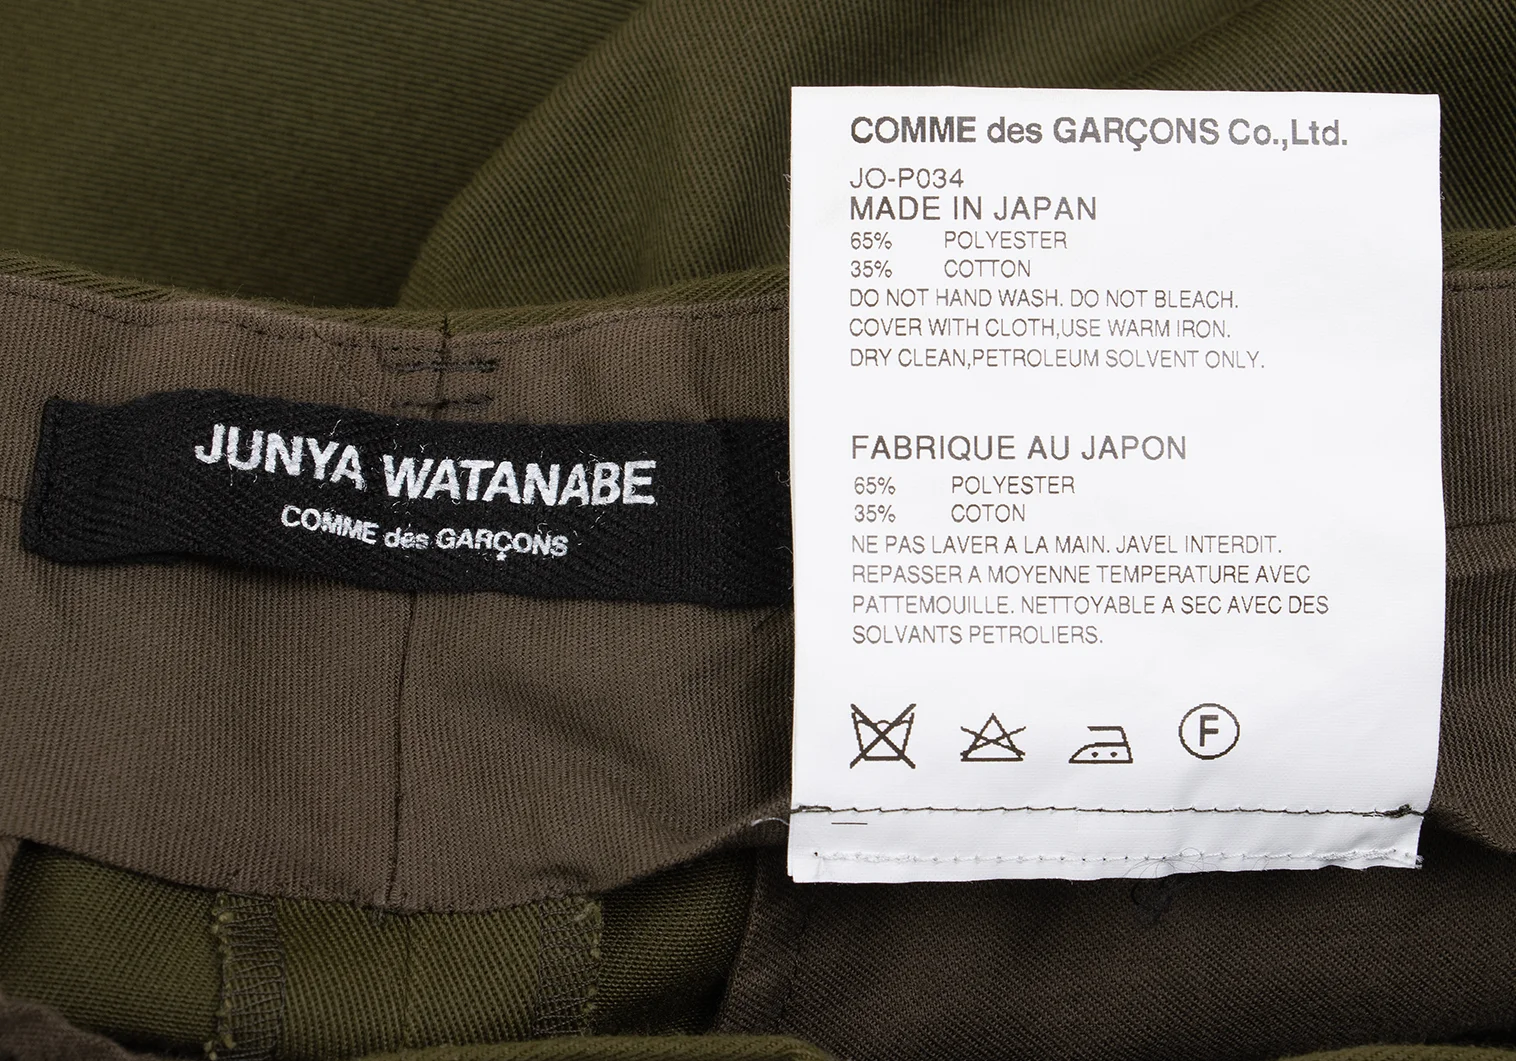 JUNYA WATANABE
COMME des GARÇONS
COMME des GARÇONS Co.,Ltd.
JO-P034
MADE IN JAPAN
65% POLYESTER
35% COTTON
DO NOT HAND WASH. DO NOT BLEACH.
COVER WITH CLOTH,USE WARM IRON.
DRY CLEAN,PETROLEUM SOLVENT ONLY.
FABRIQUE AU JAPON
65% POLYESTER
35% COTON
NE PAS LAVER A LA MAIN. JAVEL INTERDIT.
REPASSER A MOYENNE TEMPERATURE AVEC
PATTEMOUILLE. NETTOYABLE A SEC AVEC DES
SOLVANTS PETROLIERS.
F